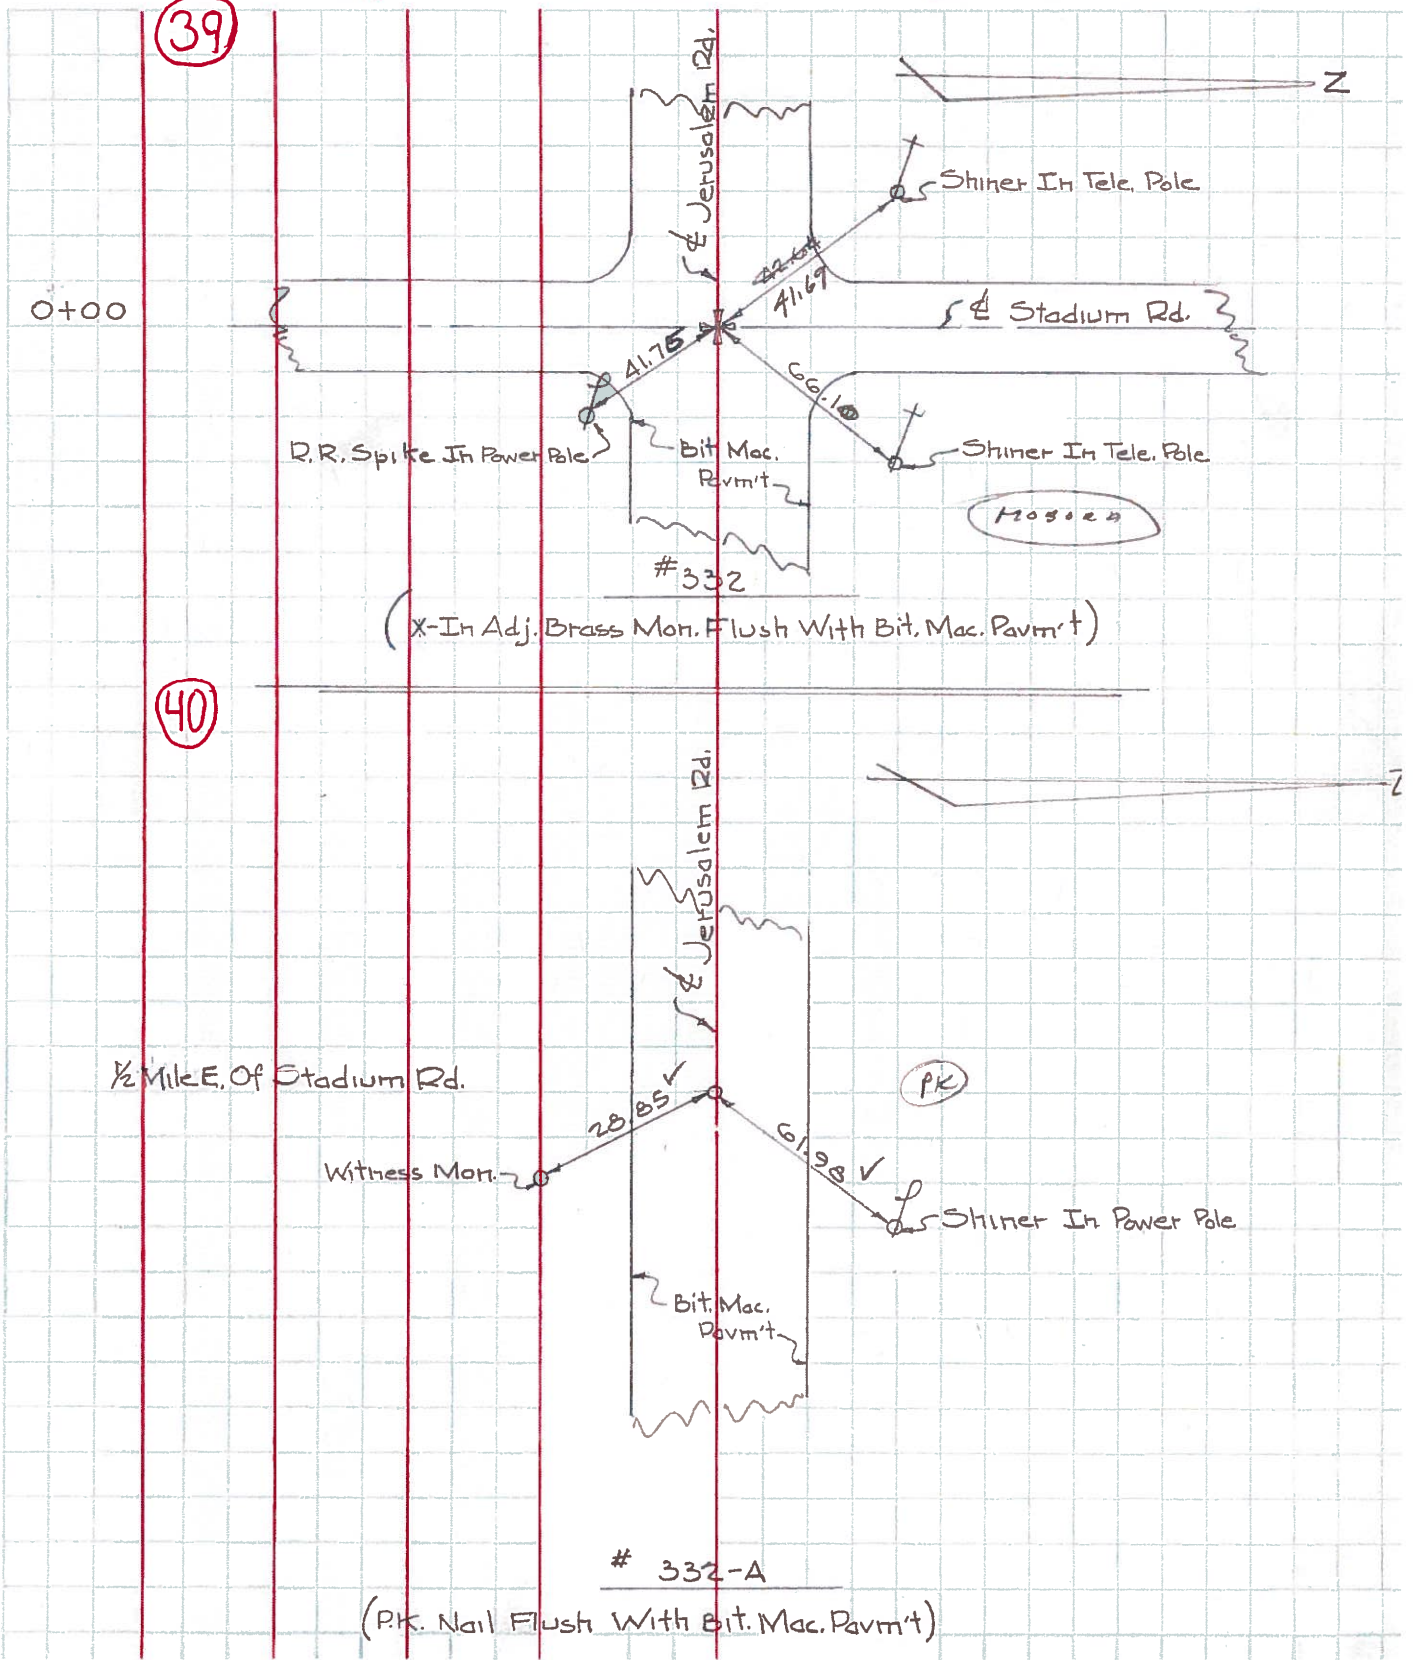 39
℄ Jerusalem Rd.
Z
Shiner In Tele. Pole
42.64
41.69
0+00
℄ Stadium Rd.
41.75
66.10
R.R. Spike In Power Pole
Bit Mac.
Pavm't
Shiner In Tele. Pole
#332
(X-In Adj. Brass Mon. Flush With Bit. Mac. Pavm't)
40
℄ Jerusalem Rd.
Z
1/2 Mile E. Of Stadium Rd.
PK
28.85 ✓
61.98 ✓
Witness Mon.
Shiner In Power Pole
Bit. Mac.
Pavm't
# 332-A
(P.K. Nail Flush With Bit. Mac. Pavm't)